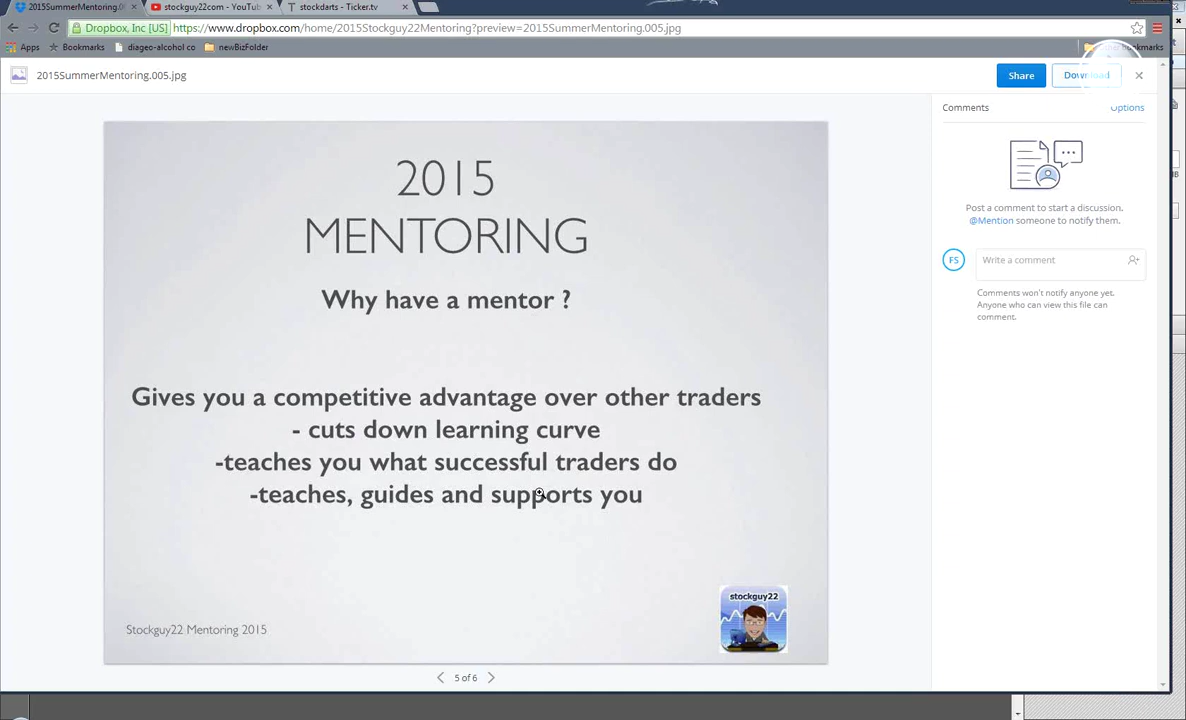 2015SummerMentoring.0
stockguy22com - YouTub
stockdarts - Ticker.tv
Dropbox, Inc [US]
https://www.dropbox.com/home/2015Stockguy22Mentoring?preview=2015SummerMentoring.005.jpg
Apps
Bookmarks
diageo-alcohol co
newBizFolder
bookmarks
2015SummerMentoring.005.jpg
Share
Download
Comments
Options
2015
MENTORING
Why have a mentor ?
Gives you a competitive advantage over other traders
- cuts down learning curve
-teaches you what successful traders do
-teaches, guides and supports you
stockguy22
Stockguy22 Mentoring 2015
Post a comment to start a discussion.
@Mention someone to notify them.
FS
Write a comment
Comments won't notify anyone yet.
Anyone who can view this file can
comment.
5 of 6